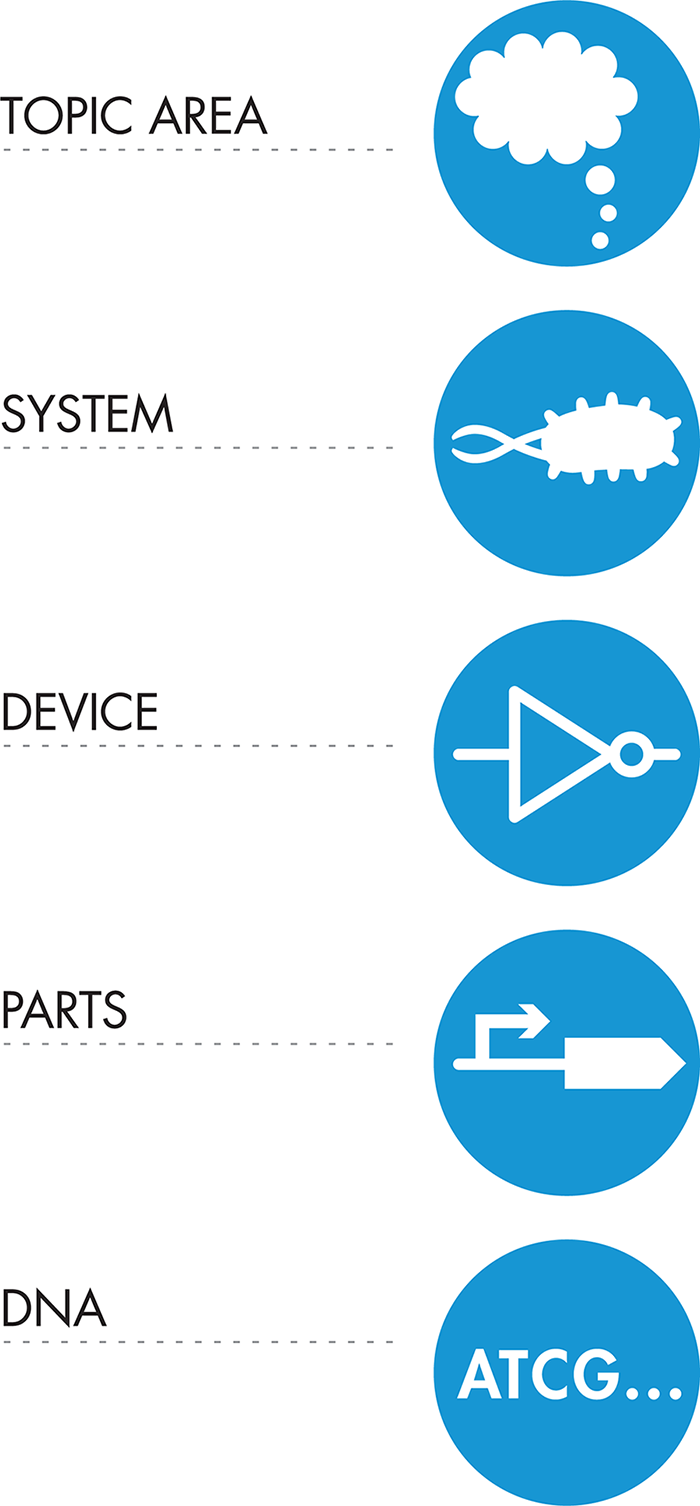 TOPIC AREA
SYSTEM
DEVICE
PARTS
DNA
ATCG...